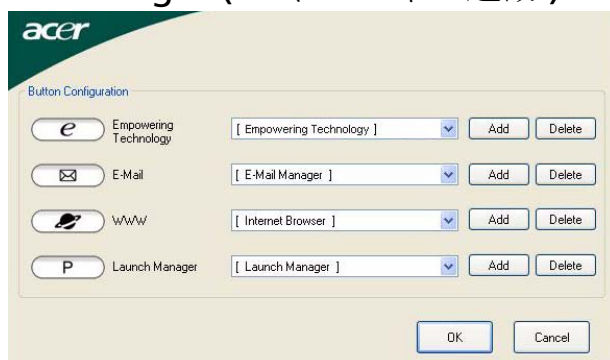 acer
Button Configuration
e Empowering Technology [ Empowering Technology ] Add Delete
E-Mail [ E-Mail Manager ] Add Delete
WWW [ Internet Browser ] Add Delete
P Launch Manager [ Launch Manager ] Add Delete
OK Cancel